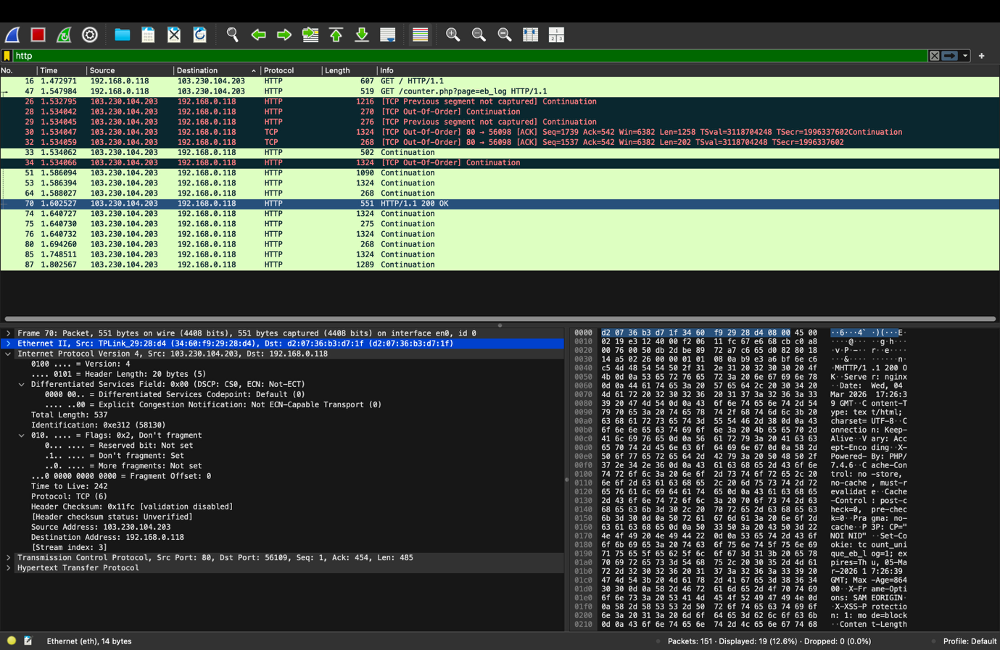 http
No. Time Source Destination Protocol Length Info
16 1.472971 192.168.0.118 103.230.104.203 HTTP 607 GET / HTTP/1.1
47 1.547984 192.168.0.118 103.230.104.203 HTTP 519 GET /counter.php?page=eb_log HTTP/1.1
26 1.532795 103.230.104.203 192.168.0.118 HTTP 1216 [TCP Previous segment not captured] Continuation
28 1.534042 103.230.104.203 192.168.0.118 HTTP 270 [TCP Out-Of-Order] Continuation
29 1.534045 103.230.104.203 192.168.0.118 HTTP 276 [TCP Previous segment not captured] Continuation
30 1.534047 103.230.104.203 192.168.0.118 TCP 1324 [TCP Out-Of-Order] 80 → 56098 [ACK] Seq=1739 Ack=542 Win=6382 Len=1258 TSval=3118704248 TSecr=1996337602Continuation
32 1.534059 103.230.104.203 192.168.0.118 TCP 268 [TCP Out-Of-Order] 80 → 56098 [ACK] Seq=1537 Ack=542 Win=6382 Len=202 TSval=3118704248 TSecr=1996337602
33 1.534062 103.230.104.203 192.168.0.118 HTTP 502 Continuation
34 1.534066 103.230.104.203 192.168.0.118 HTTP 1324 [TCP Out-Of-Order] Continuation
51 1.586094 103.230.104.203 192.168.0.118 HTTP 1090 Continuation
53 1.586394 103.230.104.203 192.168.0.118 HTTP 1324 Continuation
64 1.588027 103.230.104.203 192.168.0.118 HTTP 268 Continuation
70 1.602527 103.230.104.203 192.168.0.118 HTTP 551 HTTP/1.1 200 OK
74 1.640727 103.230.104.203 192.168.0.118 HTTP 1324 Continuation
75 1.640730 103.230.104.203 192.168.0.118 HTTP 275 Continuation
76 1.640732 103.230.104.203 192.168.0.118 HTTP 1324 Continuation
80 1.694260 103.230.104.203 192.168.0.118 HTTP 268 Continuation
85 1.748511 103.230.104.203 192.168.0.118 HTTP 1324 Continuation
87 1.802567 103.230.104.203 192.168.0.118 HTTP 1289 Continuation
Frame 70: Packet, 551 bytes on wire (4408 bits), 551 bytes captured (4408 bits) on interface en0, id 0
Ethernet II, Src: TPLink_29:28:d4 (34:60:f9:29:28:d4), Dst: d2:07:36:b3:d7:1f (d2:07:36:b3:d7:1f)
Internet Protocol Version 4, Src: 103.230.104.203, Dst: 192.168.0.118
0100 .... = Version: 4
.... 0101 = Header Length: 20 bytes (5)
Differentiated Services Field: 0x00 (DSCP: CS0, ECN: Not-ECT)
0000 00.. = Differentiated Services Codepoint: Default (0)
.... ..00 = Explicit Congestion Notification: Not ECN-Capable Transport (0)
Total Length: 537
Identification: 0xe312 (58130)
010. .... = Flags: 0x2, Don't fragment
0... .... = Reserved bit: Not set
.1.. .... = Don't fragment: Set
..0. .... = More fragments: Not set
...0 0000 0000 0000 = Fragment Offset: 0
Time to Live: 242
Protocol: TCP (6)
Header Checksum: 0x11fc [validation disabled]
[Header checksum status: Unverified]
Source Address: 103.230.104.203
Destination Address: 192.168.0.118
[Stream index: 3]
Transmission Control Protocol, Src Port: 80, Dst Port: 56109, Seq: 1, Ack: 454, Len: 485
Hypertext Transfer Protocol
0000 d2 07 36 b3 d7 1f 34 60 f9 29 28 d4 08 00 45 00 ··6···4` ·)(···E·
0010 02 19 e3 12 40 00 f2 06 11 fc 67 e6 68 cb c0 a8 ····@··· ··g·h···
0020 00 76 00 50 db 2d be 89 72 a7 c6 65 d0 82 80 18 ·v·P·-·· r··e····
0030 14 a5 02 26 00 00 01 01 08 0a b9 e3 a6 bf 6e c6 ···&···· ······n·
0040 c5 4d 48 54 54 50 2f 31 2e 31 20 32 30 30 20 4f ·MHTTP/1 .1 200 O
0050 4b 0d 0a 53 65 72 76 65 72 3a 20 6e 67 69 6e 78 K··Serve r: nginx
0060 0d 0a 44 61 74 65 3a 20 57 65 64 2c 20 30 34 20 ··Date: Wed, 04
0070 4d 61 72 20 32 30 32 36 20 31 37 3a 32 36 3a 33 Mar 2026 17:26:3
0080 39 20 47 4d 54 0d 0a 43 6f 6e 74 65 6e 74 2d 54 9 GMT··C ontent-T
0090 79 70 65 3a 20 74 65 78 74 2f 68 74 6d 6c 3b 20 ype: tex t/html;
00a0 63 68 61 72 73 65 74 3d 55 54 46 2d 38 0d 0a 43 charset= UTF-8··C
00b0 6f 6e 6e 65 63 74 69 6f 6e 3a 20 4b 65 65 70 2d onnectio n: Keep-
00c0 41 6c 69 76 65 0d 0a 56 61 72 79 3a 20 41 63 63 Alive··V ary: Acc
00d0 65 70 74 2d 45 6e 63 6f 64 69 6e 67 0d 0a 58 2d ept-Enco ding··X-
00e0 50 6f 77 65 72 65 64 2d 42 79 3a 20 50 48 50 2f Powered- By: PHP/
00f0 37 2e 34 2e 36 0d 0a 43 61 63 68 65 2d 43 6f 6e 7.4.6··C ache-Con
0100 74 72 6f 6c 3a 20 6e 6f 2d 73 74 6f 72 65 2c 20 trol: no -store,
0110 6e 6f 2d 63 61 63 68 65 2c 20 6d 75 73 74 2d 72 no-cache , must-r
0120 65 76 61 6c 69 64 61 74 65 0d 0a 43 61 63 68 65 evalidat e··Cache
0130 2d 43 6f 6e 74 72 6f 6c 3a 20 70 6f 73 74 2d 63 -Control : post-c
0140 68 65 63 6b 3d 30 2c 20 70 72 65 2d 63 68 65 63 heck=0, pre-chec
0150 6b 3d 30 0d 0a 50 72 61 67 6d 61 3a 20 6e 6f 2d k=0··Pra gma: no-
0160 63 61 63 68 65 0d 0a 50 33 50 3a 20 43 50 3d 22 cache··P 3P: CP="
0170 4e 4f 49 20 4e 49 44 22 0d 0a 53 65 74 2d 43 6f NOI NID" ··Set-Co
0180 6f 6b 69 65 3a 20 74 63 6f 75 6e 74 5f 75 6e 69 okie: tc ount_uni
0190 71 75 65 5f 65 62 5f 6c 6f 67 3d 31 3b 20 65 78 que_eb_l og=1; ex
01a0 70 69 72 65 73 3d 54 68 75 2c 20 30 35 2d 4d 61 pires=Th u, 05-Ma
01b0 72 2d 32 30 32 36 20 31 37 3a 32 36 3a 33 39 20 r-2026 1 7:26:39
01c0 47 4d 54 3b 20 4d 61 78 2d 41 67 65 3d 38 36 34 GMT; Max -Age=864
01d0 30 30 0d 0a 58 2d 46 72 61 6d 65 2d 4f 70 74 69 00··X-Fr ame-Opti
01e0 6f 6e 73 3a 20 53 41 4d 45 4f 52 49 47 49 4e 0d ons: SAM EORIGIN·
01f0 0a 58 2d 58 53 53 2d 50 72 6f 74 65 63 74 69 6f ·X-XSS-P rotectio
0200 6e 3a 20 31 3b 20 6d 6f 64 65 3d 62 6c 6f 63 6b n: 1; mo de=block
0210 0d 0a 43 6f 6e 74 65 6e 74 2d 4c 65 6e 67 74 68 ··Conten t-Length
Ethernet (eth), 14 bytes
Packets: 151 · Displayed: 19 (12.6%) · Dropped: 0 (0.0%)
Profile: Default